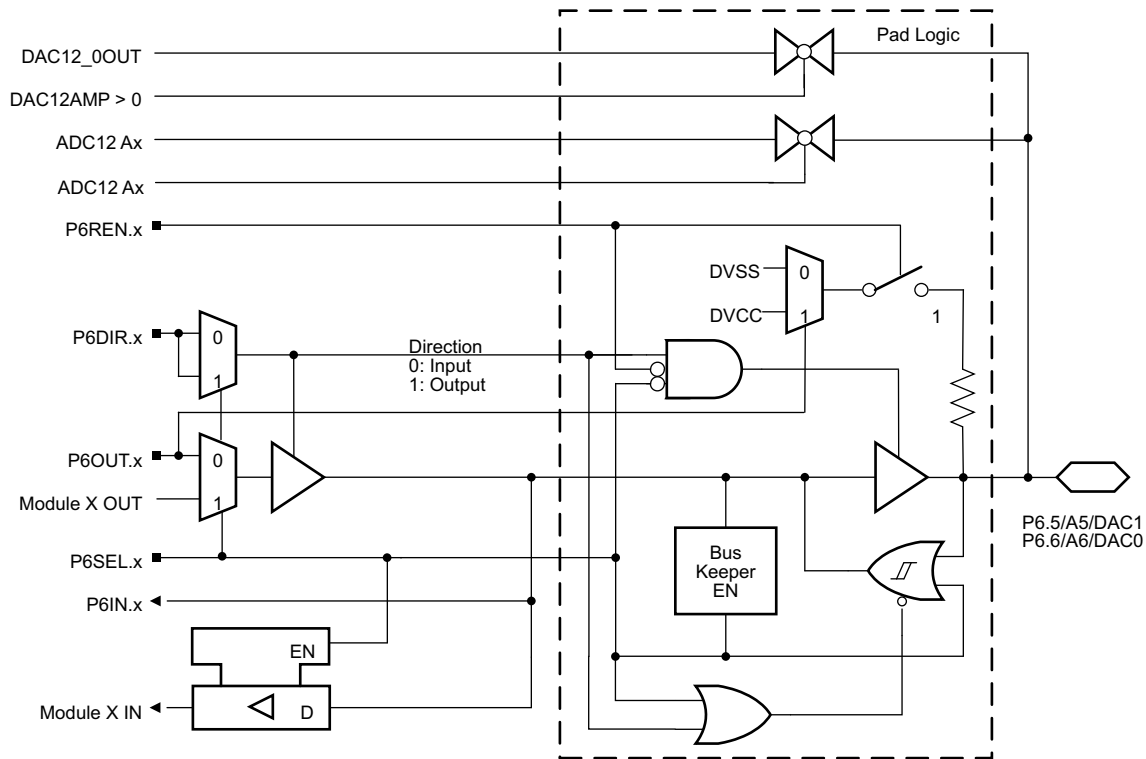 Pad Logic
DAC12_0OUT
DAC12AMP > 0
ADC12 Ax
ADC12 Ax
P6REN.x
DVSS
0
DVCC
1
1
P6DIR.x
0
1
Direction
0: Input
1: Output
P6OUT.x
0
Module X OUT
1
P6.5/A5/DAC1
P6.6/A6/DAC0
P6SEL.x
Bus
Keeper
EN
P6IN.x
EN
Module X IN
D